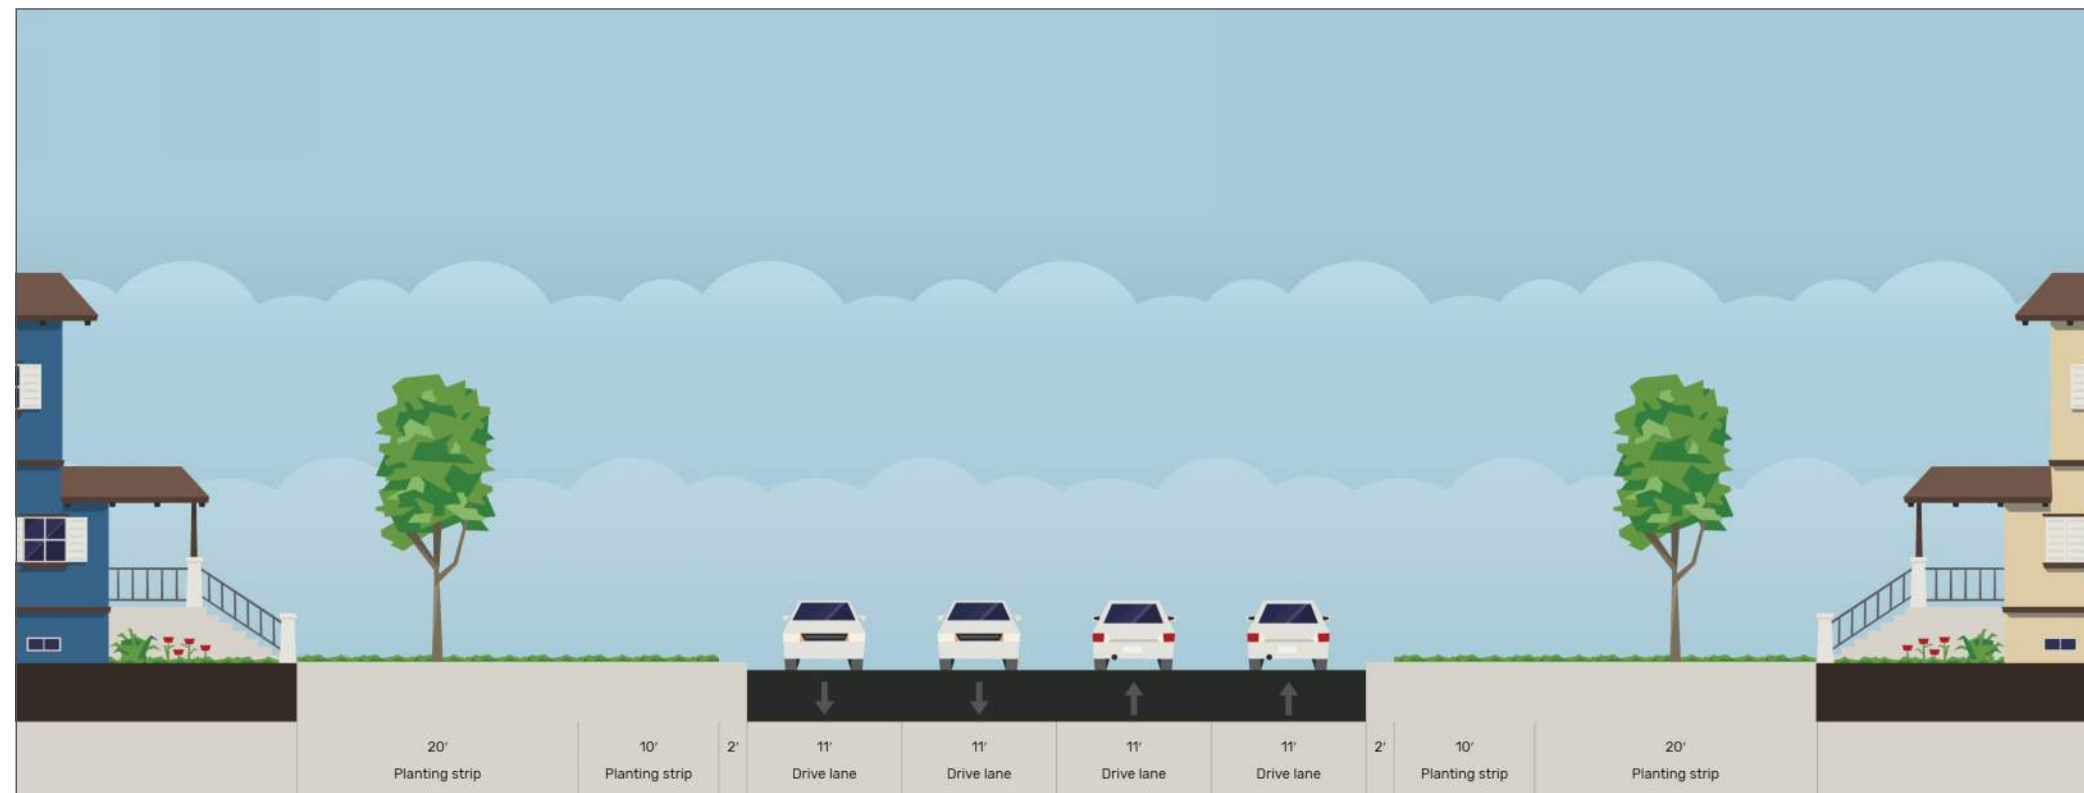 20′ 10′ 2′ 11′ 11′ 11′ 11′ 2′ 10′ 20′
Planting strip Planting strip Drive lane Drive lane Drive lane Drive lane Planting strip Planting strip